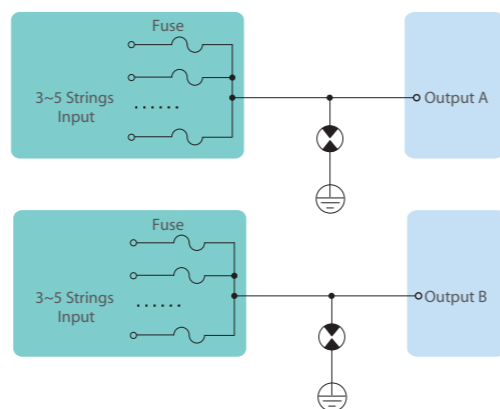 Fuse
3~5 Strings
Input
......
Output A
Fuse
3~5 Strings
Input
......
Output B